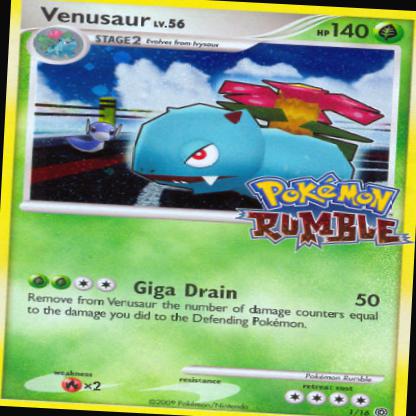 Venusaur LV.56
HP 140
STAGE2 Evolves from Ivysaur
POKéMON
RUMBLE
Giga Drain 50
Remove from Venusaur the number of damage counters equal
to the damage you did to the Defending Pokémon.
Pokémon Rumble
weakness resistance retreat cost
×2
©2009 Pokémon/Nintendo 1/16